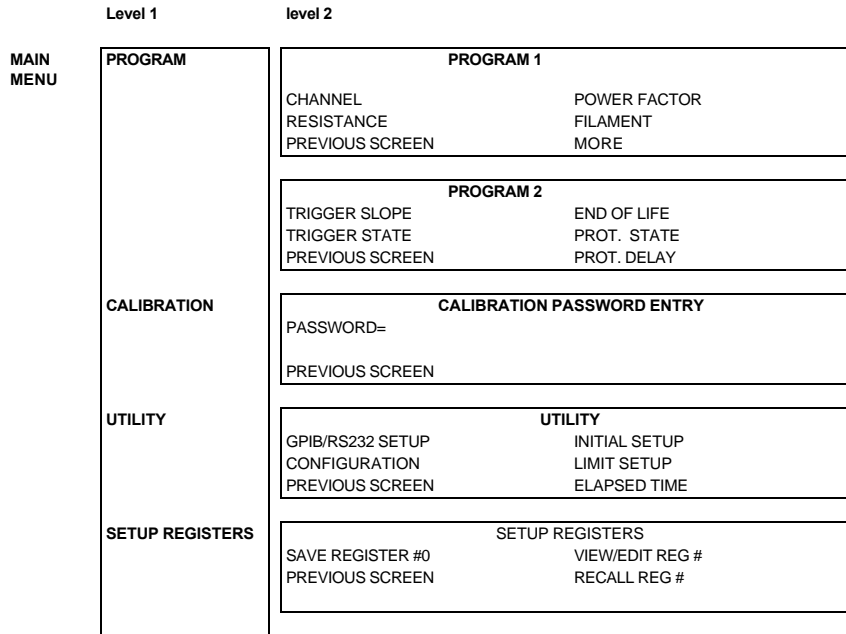 Level 1 level 2
MAIN MENU PROGRAM PROGRAM 1
CHANNEL POWER FACTOR
RESISTANCE FILAMENT
PREVIOUS SCREEN MORE
PROGRAM 2
TRIGGER SLOPE END OF LIFE
TRIGGER STATE PROT. STATE
PREVIOUS SCREEN PROT. DELAY
CALIBRATION CALIBRATION PASSWORD ENTRY
PASSWORD=
PREVIOUS SCREEN
UTILITY UTILITY
GPIB/RS232 SETUP INITIAL SETUP
CONFIGURATION LIMIT SETUP
PREVIOUS SCREEN ELAPSED TIME
SETUP REGISTERS SETUP REGISTERS
SAVE REGISTER #0 VIEW/EDIT REG #
PREVIOUS SCREEN RECALL REG #